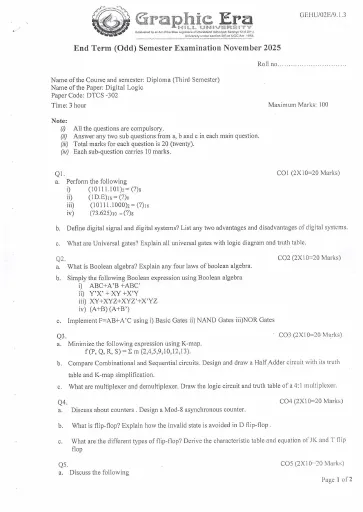 GEHU/02E/9.1.3
Graphic Era
HILL UNIVERSITY
End Term (Odd) Semester Examination November 2025
Roll no..............................
Name of the Course and semester: Diploma (Third Semester)
Name of the Paper: Digital Logic
Paper Code: DTCS -302
Time: 3 hour Maximum Marks: 100
Note:
(i) All the questions are compulsory.
(ii) Answer any two sub questions from a, b and c in each main question.
(iii) Total marks for each question is 20 (twenty).
(iv) Each sub-question carries 10 marks.
Q1. CO1 (2X10=20 Marks)
a. Perform the following
i) (10111.101)₂ = (?)₈
ii) (1D.E)₁₆ = (?)₈
iii) (10111.1000)₂ = (?)₁₆
iv) (73.625)₁₀ = (?)₈
b. Define digital signal and digital systems? List any two advantages and disadvantages of digital systems.
c. What are Universal gates? Explain all universal gates with logic diagram and truth table.
Q2. CO2 (2X10=20 Marks)
a. What is Boolean algebra? Explain any four laws of boolean algebra.
b. Simply the following Boolean expression using Boolean algebra
i) ABC+A'B +ABC'
ii) Y'X' + XY +X'Y
iii) XY+XYZ+XYZ'+X'YZ
iv) (A+B)(A+B')
c. Implement F=AB+A'C using i) Basic Gates ii) NAND Gates iii)NOR Gates
Q3. CO3 (2X10=20 Marks)
a. Minimize the following expression using K-map.
f (P, Q, R, S) = Σ m (2,4,5,9,10,12,13).
b. Compare Combinational and Sequential circuits. Design and draw a Half Adder circuit with its truth
table and K-map simplification.
c. What are multiplexer and demultiplexer. Draw the logic circuit and truth table of a 4:1 multiplexer.
Q4. CO4 (2X10=20 Marks)
a. Discuss about counters . Design a Mod-8 asynchronous counter.
b. What is flip-flop? Explain how the invalid state is avoided in D flip-flop .
c. What are the different types of flip-flop? Derive the characteristic table and equation of JK and T flip
flop
Q5. CO5 (2X10=20 Marks)
a. Discuss the following
Page 1 of 2